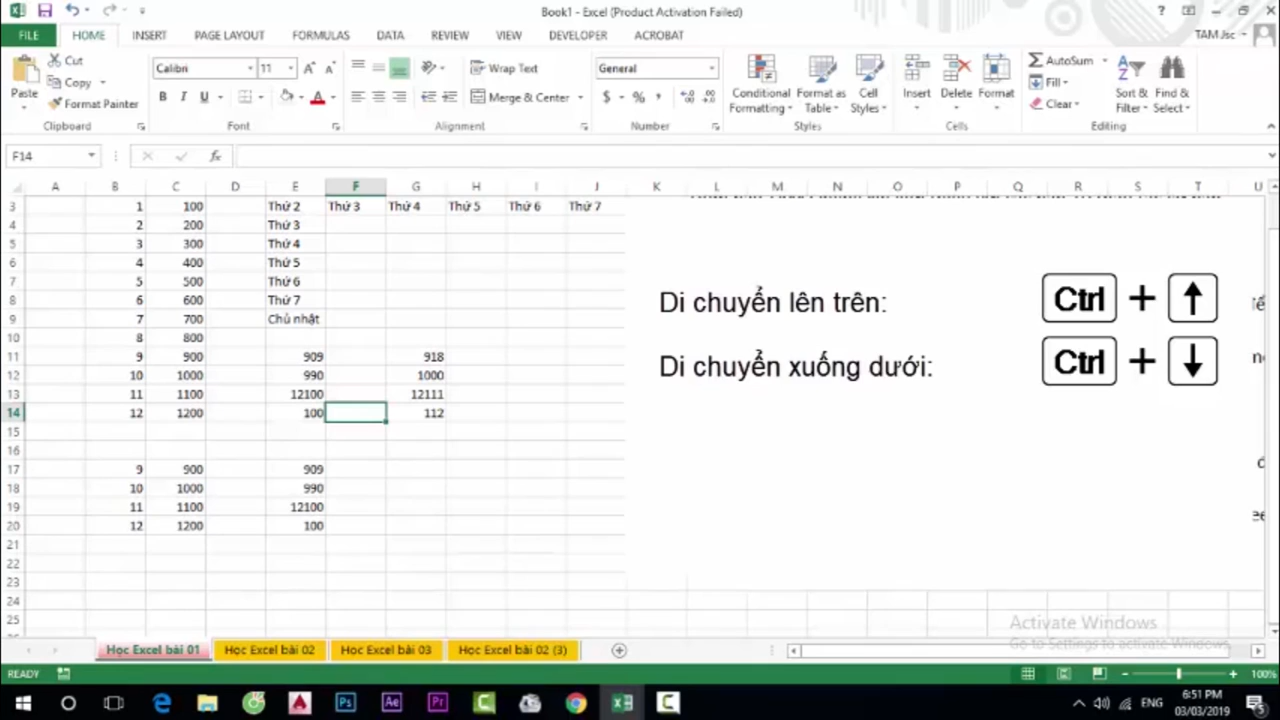 Book1 - Excel (Product Activation Failed)
?
FILE HOME INSERT PAGE LAYOUT FORMULAS DATA REVIEW VIEW DEVELOPER ACROBAT TAM Jsc
Cut
Copy
Format Painter
Paste
Clipboard
Calibri 11
B I U
Font
Wrap Text
Merge & Center
Alignment
General
$ % ,
Number
Conditional Formatting
Format as Table
Cell Styles
Styles
Insert Delete Format
Cells
AutoSum
Fill
Clear
Sort & Filter
Find & Select
Editing
F14 fx
A B C D E F G H I J K L M N O P Q R S T U
3 1 100 Thứ 2 Thứ 3 Thứ 4 Thứ 5 Thứ 6 Thứ 7
4 2 200 Thứ 3
5 3 300 Thứ 4
6 4 400 Thứ 5
7 5 500 Thứ 6
8 6 600 Thứ 7
9 7 700 Chủ nhật
10 8 800
11 9 900 909 918
12 10 1000 990 1000
13 11 1100 12100 12111
14 12 1200 100 112
15
16
17 9 900 909
18 10 1000 990
19 11 1100 12100
20 12 1200 100
21
22
23
24
25
Di chuyển lên trên: Ctrl + ↑
Di chuyển xuống dưới: Ctrl + ↓
Activate Windows
Go to Settings to activate Windows.
Học Excel bài 01 Học Excel bài 02 Học Excel bài 03 Học Excel bài 02 (3)
READY 100%
Ps Ae Pr
ENG
6:51 PM
03/03/2019
5